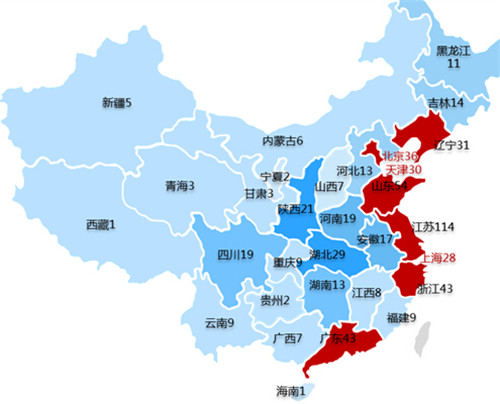 黑龙江
11
新疆5
吉林14
内蒙古6
辽宁31
北京36
天津30
河北13
宁夏2
山西7
青海3
甘肃3
山东54
陕西21
河南19
西藏1
江苏114
安徽17
四川19
湖北29
上海28
重庆9
湖南13
浙江43
江西8
贵州2
福建9
云南9
广西7
广东43
海南1